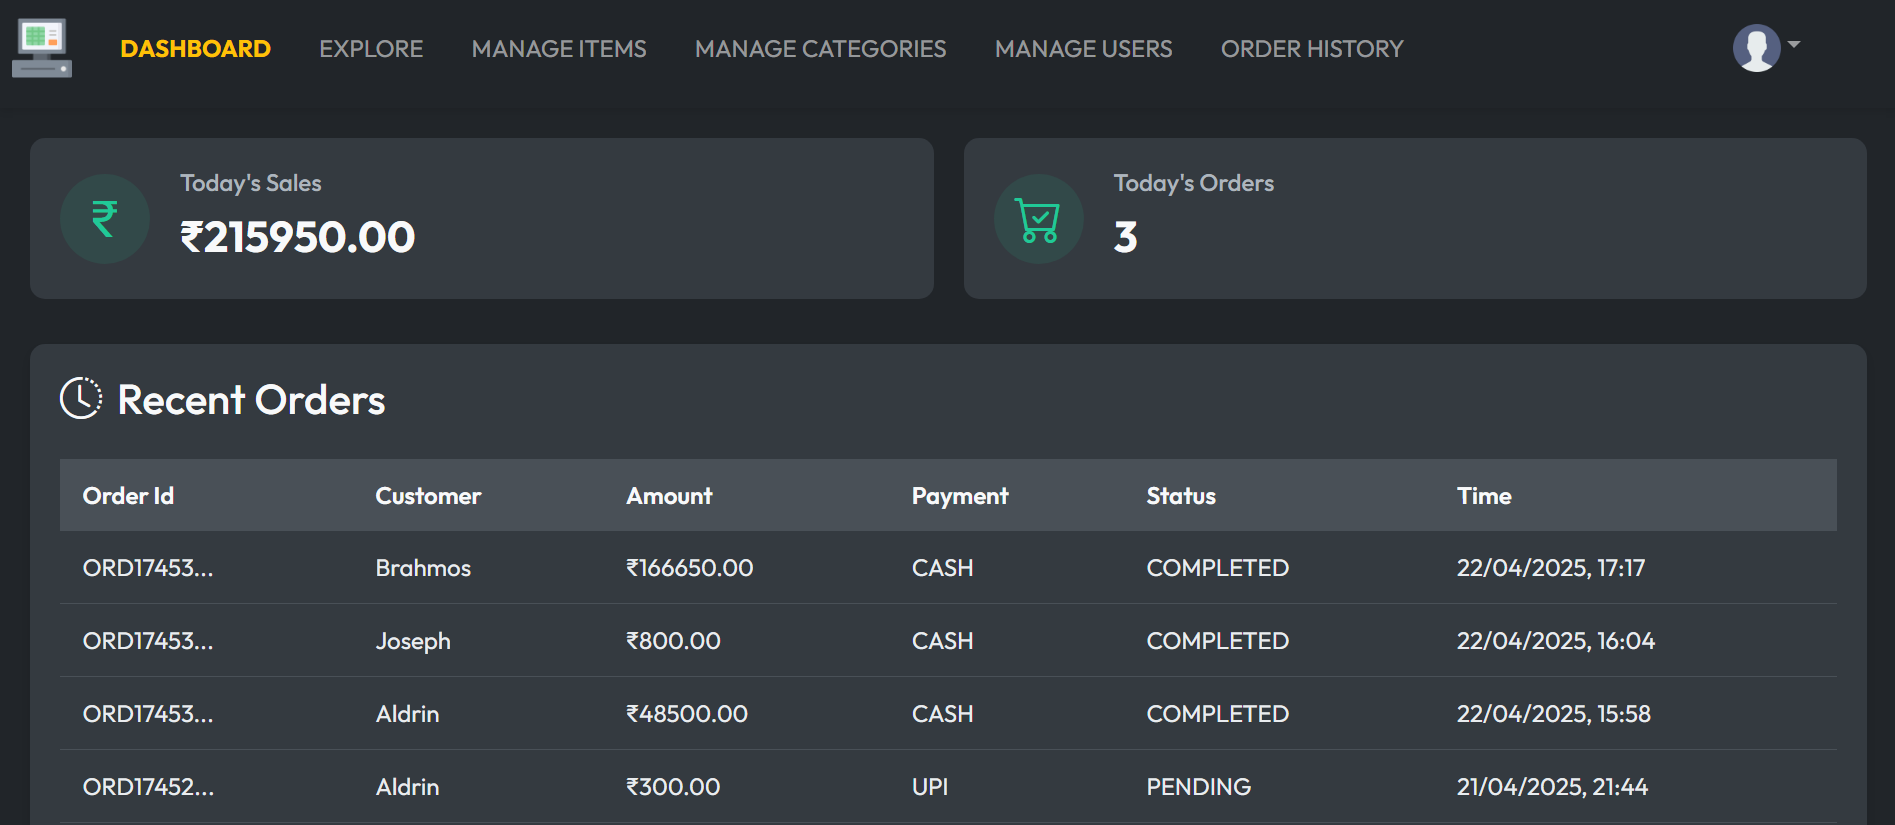 DASHBOARD EXPLORE MANAGE ITEMS MANAGE CATEGORIES MANAGE USERS ORDER HISTORY
Today's Sales
₹215950.00
Today's Orders
3
Recent Orders
Order Id Customer Amount Payment Status Time
ORD17453... Brahmos ₹166650.00 CASH COMPLETED 22/04/2025, 17:17
ORD17453... Joseph ₹800.00 CASH COMPLETED 22/04/2025, 16:04
ORD17453... Aldrin ₹48500.00 CASH COMPLETED 22/04/2025, 15:58
ORD17452... Aldrin ₹300.00 UPI PENDING 21/04/2025, 21:44